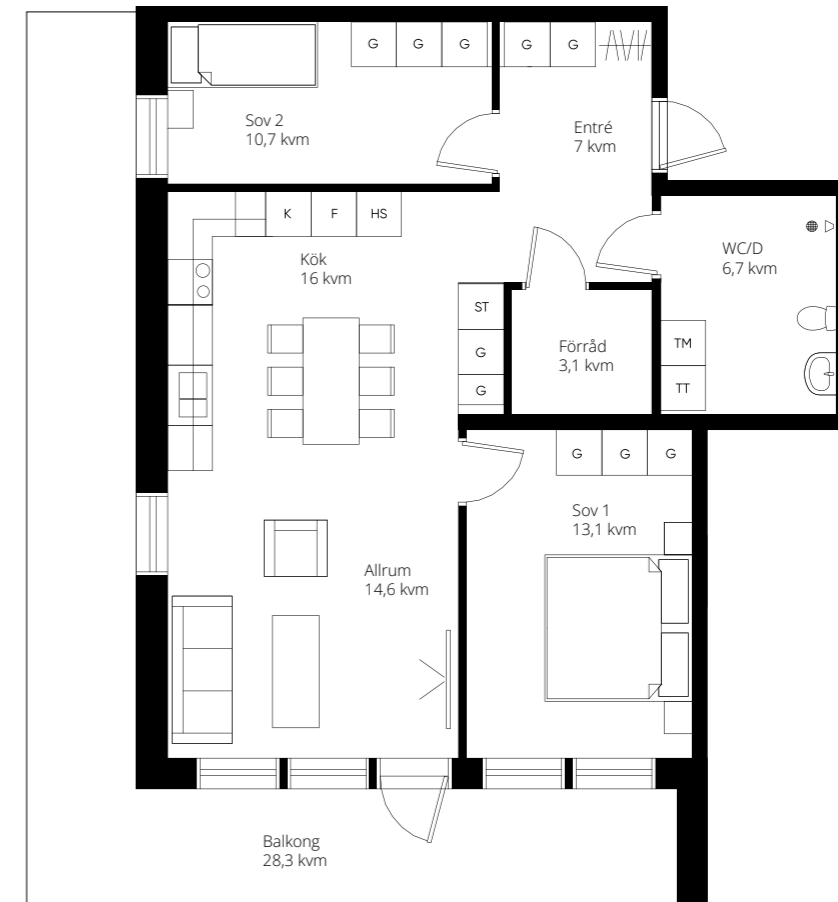 G G G G G
Sov 2
10,7 kvm
Entré
7 kvm
K F HS
Kök
16 kvm
WC/D
6,7 kvm
ST
G
G
Förråd
3,1 kvm
TM
TT
G G G
Sov 1
13,1 kvm
Allrum
14,6 kvm
Balkong
28,3 kvm